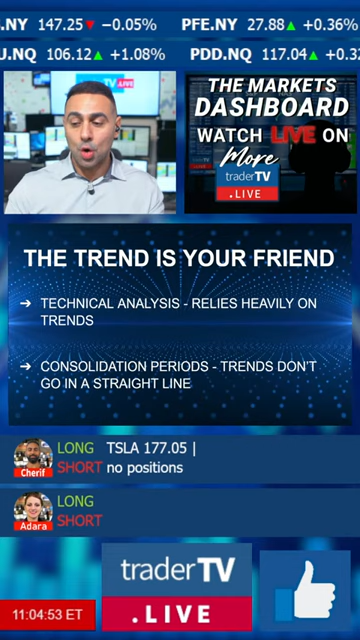 .NY 147.25▼ −0.05% PFE.NY 27.88▲ +0.36%
U.NQ 106.12▲ +1.08% PDD.NQ 117.04▲ +0.3
THE MARKETS
DASHBOARD
WATCH LIVE ON
More
traderTV
.LIVE
THE TREND IS YOUR FRIEND
➔ TECHNICAL ANALYSIS - RELIES HEAVILY ON
TRENDS
➔ CONSOLIDATION PERIODS - TRENDS DON'T
GO IN A STRAIGHT LINE
LONG TSLA 177.05 |
SHORT no positions
Cherif
LONG
SHORT
Adara
11:04:53 ET
traderTV
.LIVE